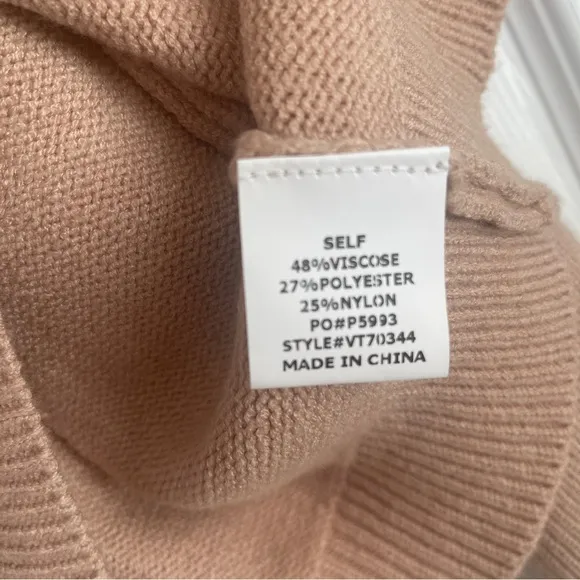 SELF
48%VISCOSE
27%POLYESTER
25%NYLON
PO#P5993
STYLE#VT70344
MADE IN CHINA